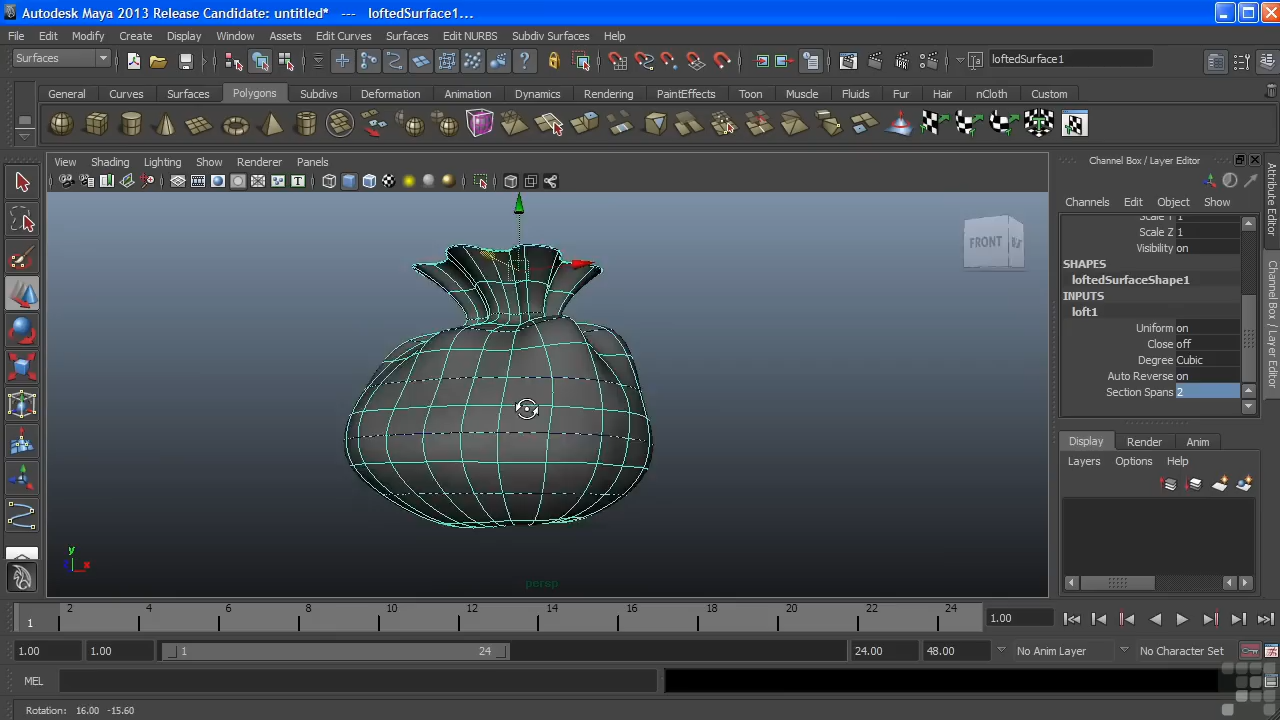 Autodesk Maya 2013 Release Candidate: untitled* --- loftedSurface1...
File Edit Modify Create Display Window Assets Edit Curves Surfaces Edit NURBS Subdiv Surfaces Help
Surfaces
loftedSurface1
General Curves Surfaces Polygons Subdivs Deformation Animation Dynamics Rendering PaintEffects Toon Muscle Fluids Fur Hair nCloth Custom
View Shading Lighting Show Renderer Panels
Channel Box / Layer Editor
Channels Edit Object Show
Scale Z 1
Visibility on
SHAPES
loftedSurfaceShape1
INPUTS
loft1
Uniform on
Close off
Degree Cubic
Auto Reverse on
Section Spans 2
Attribute Editor
Channel Box / Layer Editor
FRONT
Display Render Anim
Layers Options Help
y
x
persp
2 4 6 8 10 12 14 16 18 20 22 24
1
1.00
1.00 1.00 1 24 24.00 48.00 No Anim Layer No Character Set
MEL
Rotation: 16.00 -15.60